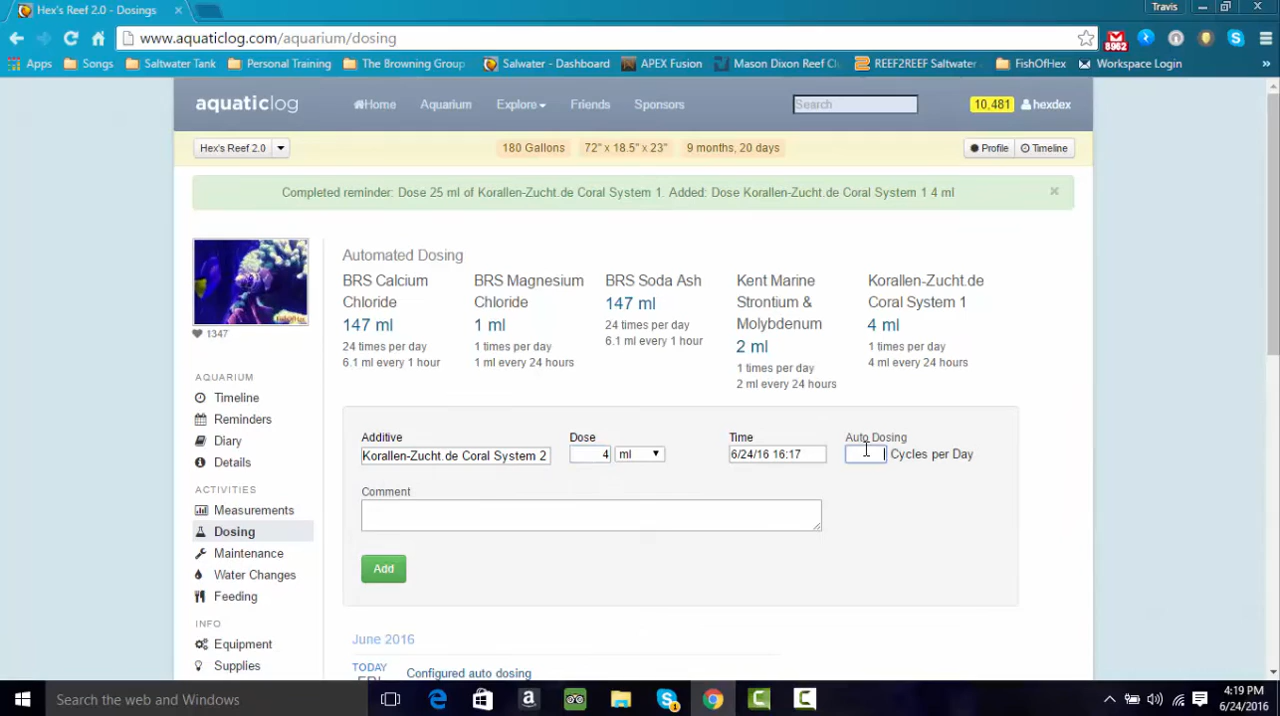 Hex's Reef 2.0 - Dosings
Travis
www.aquaticlog.com/aquarium/dosing
8962
Apps Songs Saltwater Tank Personal Training The Browning Group Salwater - Dashboard APEX Fusion Mason Dixon Reef Cl REEF2REEF Saltwater FishOfHex Workspace Login »
aquaticlog Home Aquarium Explore Friends Sponsors Search 10,481 hexdex
Hex's Reef 2.0 180 Gallons 72" x 18.5" x 23" 9 months, 20 days Profile Timeline
Completed reminder: Dose 25 ml of Korallen-Zucht.de Coral System 1. Added: Dose Korallen-Zucht.de Coral System 1 4 ml ×
1347
AQUARIUM
Timeline
Reminders
Diary
Details
ACTIVITIES
Measurements
Dosing
Maintenance
Water Changes
Feeding
INFO
Equipment
Supplies
Automated Dosing
BRS Calcium
Chloride
147 ml
24 times per day
6.1 ml every 1 hour
BRS Magnesium
Chloride
1 ml
1 times per day
1 ml every 24 hours
BRS Soda Ash
147 ml
24 times per day
6.1 ml every 1 hour
Kent Marine
Strontium &
Molybdenum
2 ml
1 times per day
2 ml every 24 hours
Korallen-Zucht.de
Coral System 1
4 ml
1 times per day
4 ml every 24 hours
Additive Dose Time Auto Dosing
Korallen-Zucht.de Coral System 2 4 ml 6/24/16 16:17 Cycles per Day
Comment
Add
June 2016
TODAY
Configured auto dosing
Search the web and Windows
4:19 PM
6/24/2016